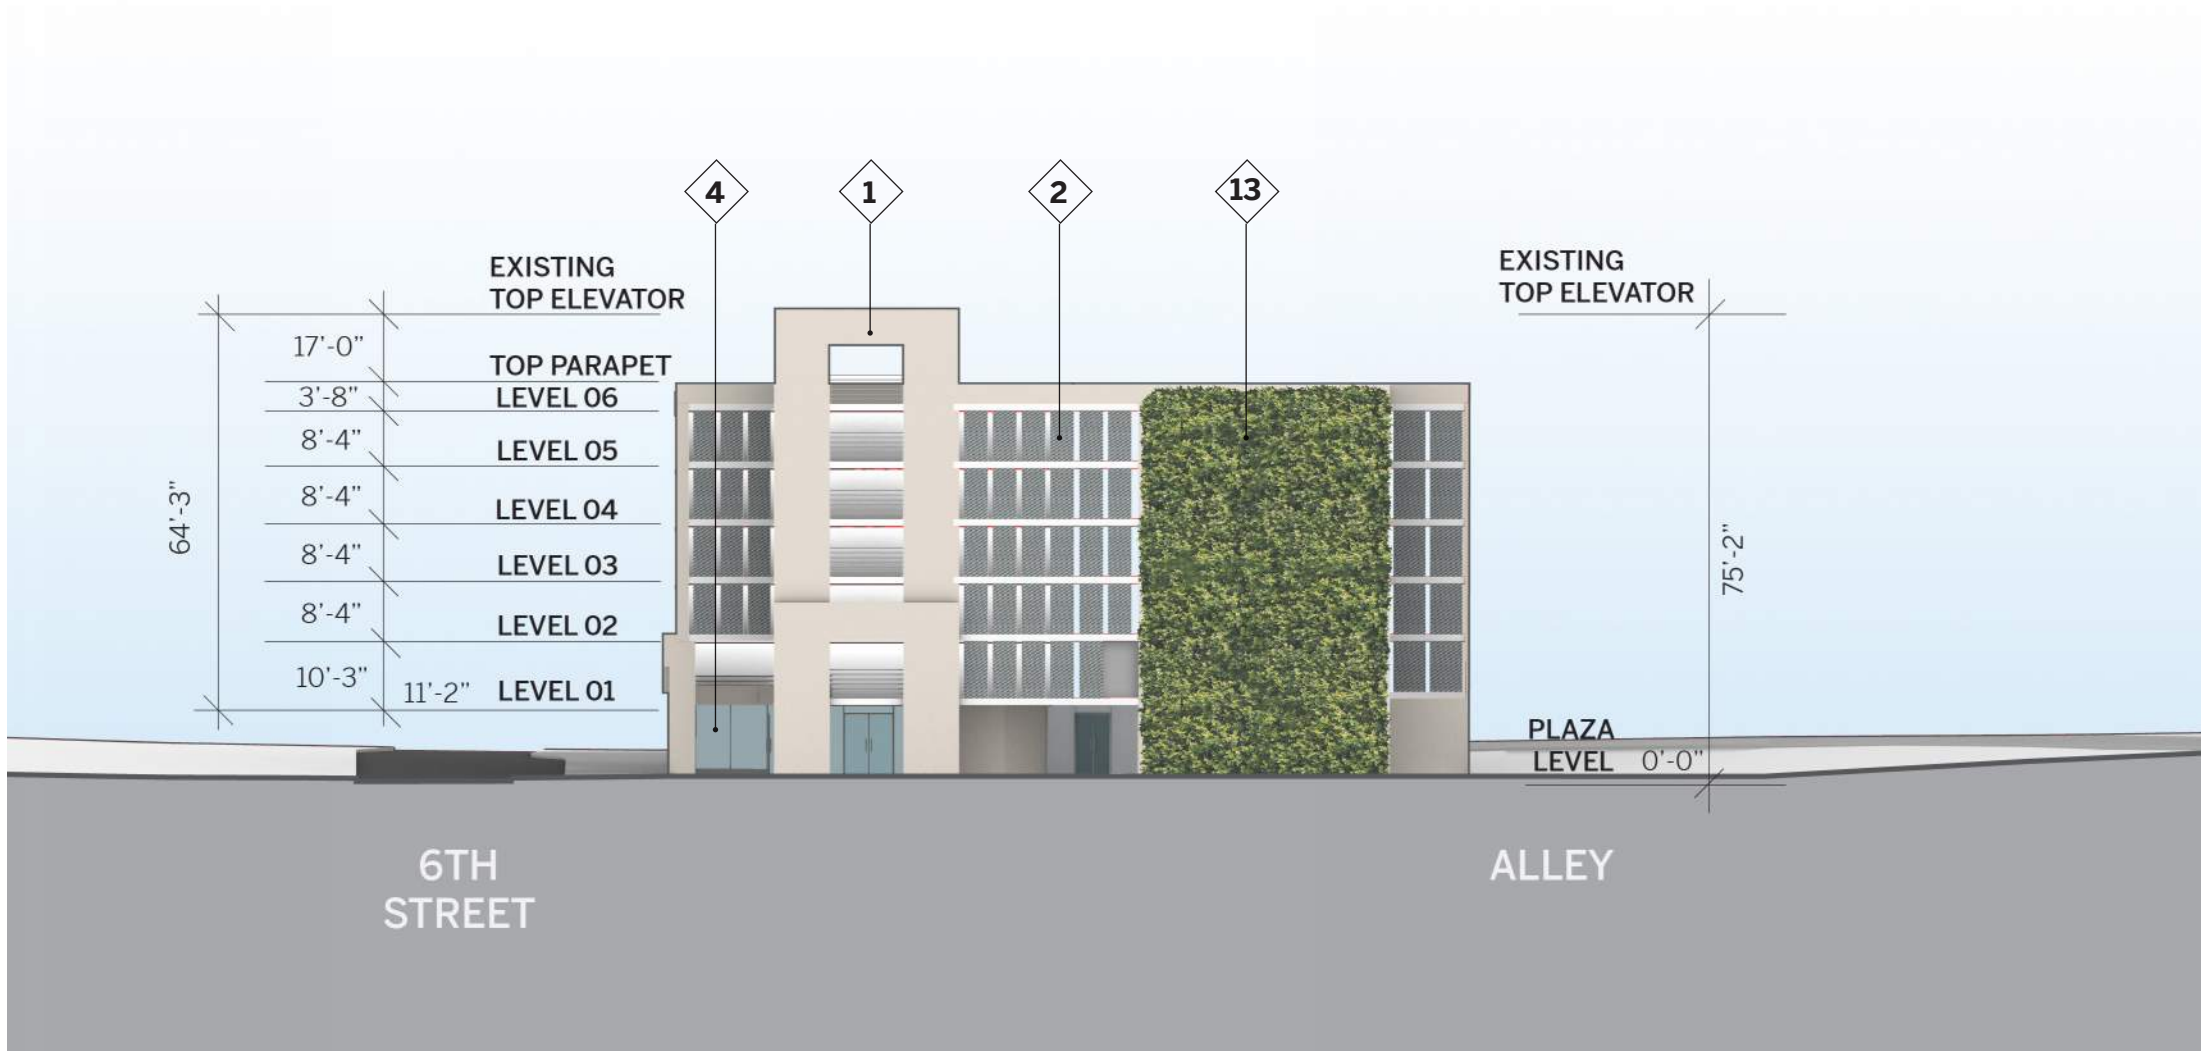 4
1
2
13
EXISTING
TOP ELEVATOR
17’-0”
TOP PARAPET
3’-8”
LEVEL 06
8’-4”
LEVEL 05
8’-4”
LEVEL 04
8’-4”
LEVEL 03
8’-4”
LEVEL 02
10’-3”
11’-2”
LEVEL 01
64’-3”
EXISTING
TOP ELEVATOR
75’-2”
PLAZA
LEVEL 0’-0”
6TH
STREET
ALLEY